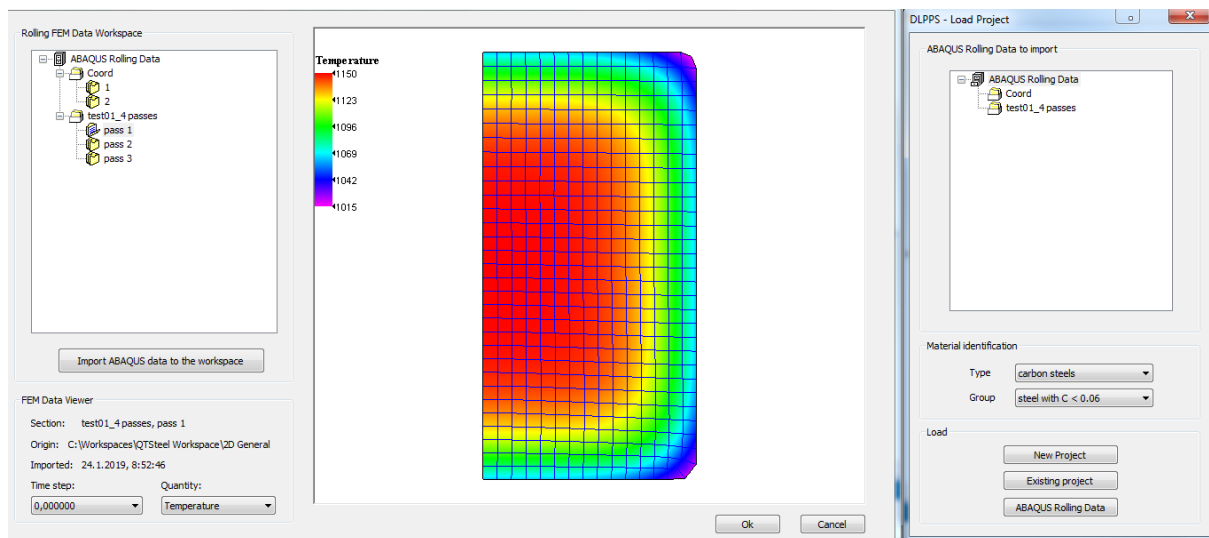 Rolling FEM Data Workspace
ABAQUS Rolling Data
Coord
1
2
test01_4 passes
pass 1
pass 2
pass 3
Import ABAQUS data to the workspace
FEM Data Viewer
Section: test01_4 passes, pass 1
Origin: C:\Workspaces\QTSteel Workspace\2D General
Imported: 24.1.2019, 8:52:46
Time step: Quantity:
0,000000 Temperature
Temperature
1150
1123
1096
1069
1042
1015
Ok Cancel
DLPPS - Load Project
ABAQUS Rolling Data to import
ABAQUS Rolling Data
Coord
test01_4 passes
Material identification
Type carbon steels
Group steel with C < 0.06
Load
New Project
Existing project
ABAQUS Rolling Data